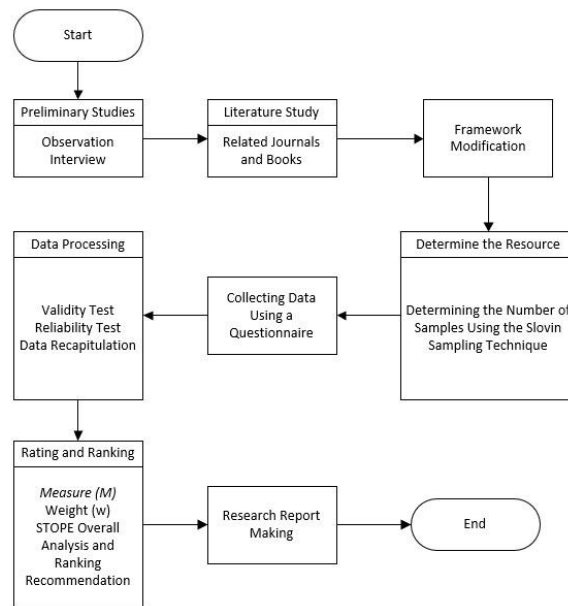 Start
Preliminary Studies
Observation
Interview
Literature Study
Related Journals
and Books
Framework
Modification
Determine the Resource
Determining the Number of
Samples Using the Slovin
Sampling Technique
Collecting Data
Using a
Questionnaire
Data Processing
Validity Test
Reliability Test
Data Recapitulation
Rating and Ranking
Measure (M)
Weight (w)
STOPE Overall
Analysis and
Ranking
Recommendation
Research Report
Making
End